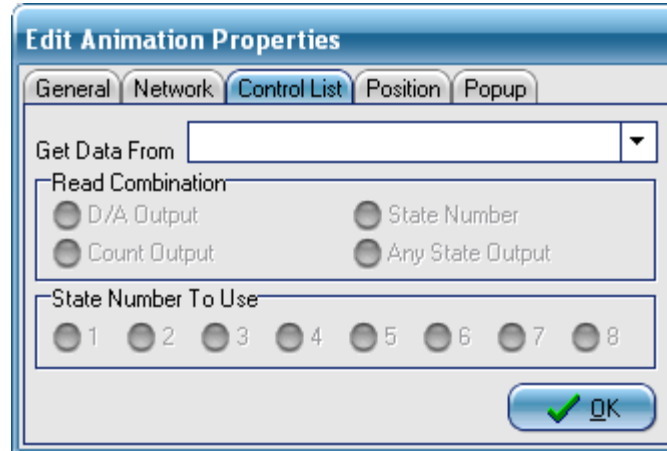 Edit Animation Properties
General Network Control List Position Popup
Get Data From
Read Combination
D/A Output State Number
Count Output Any State Output
State Number To Use
1 2 3 4 5 6 7 8
OK